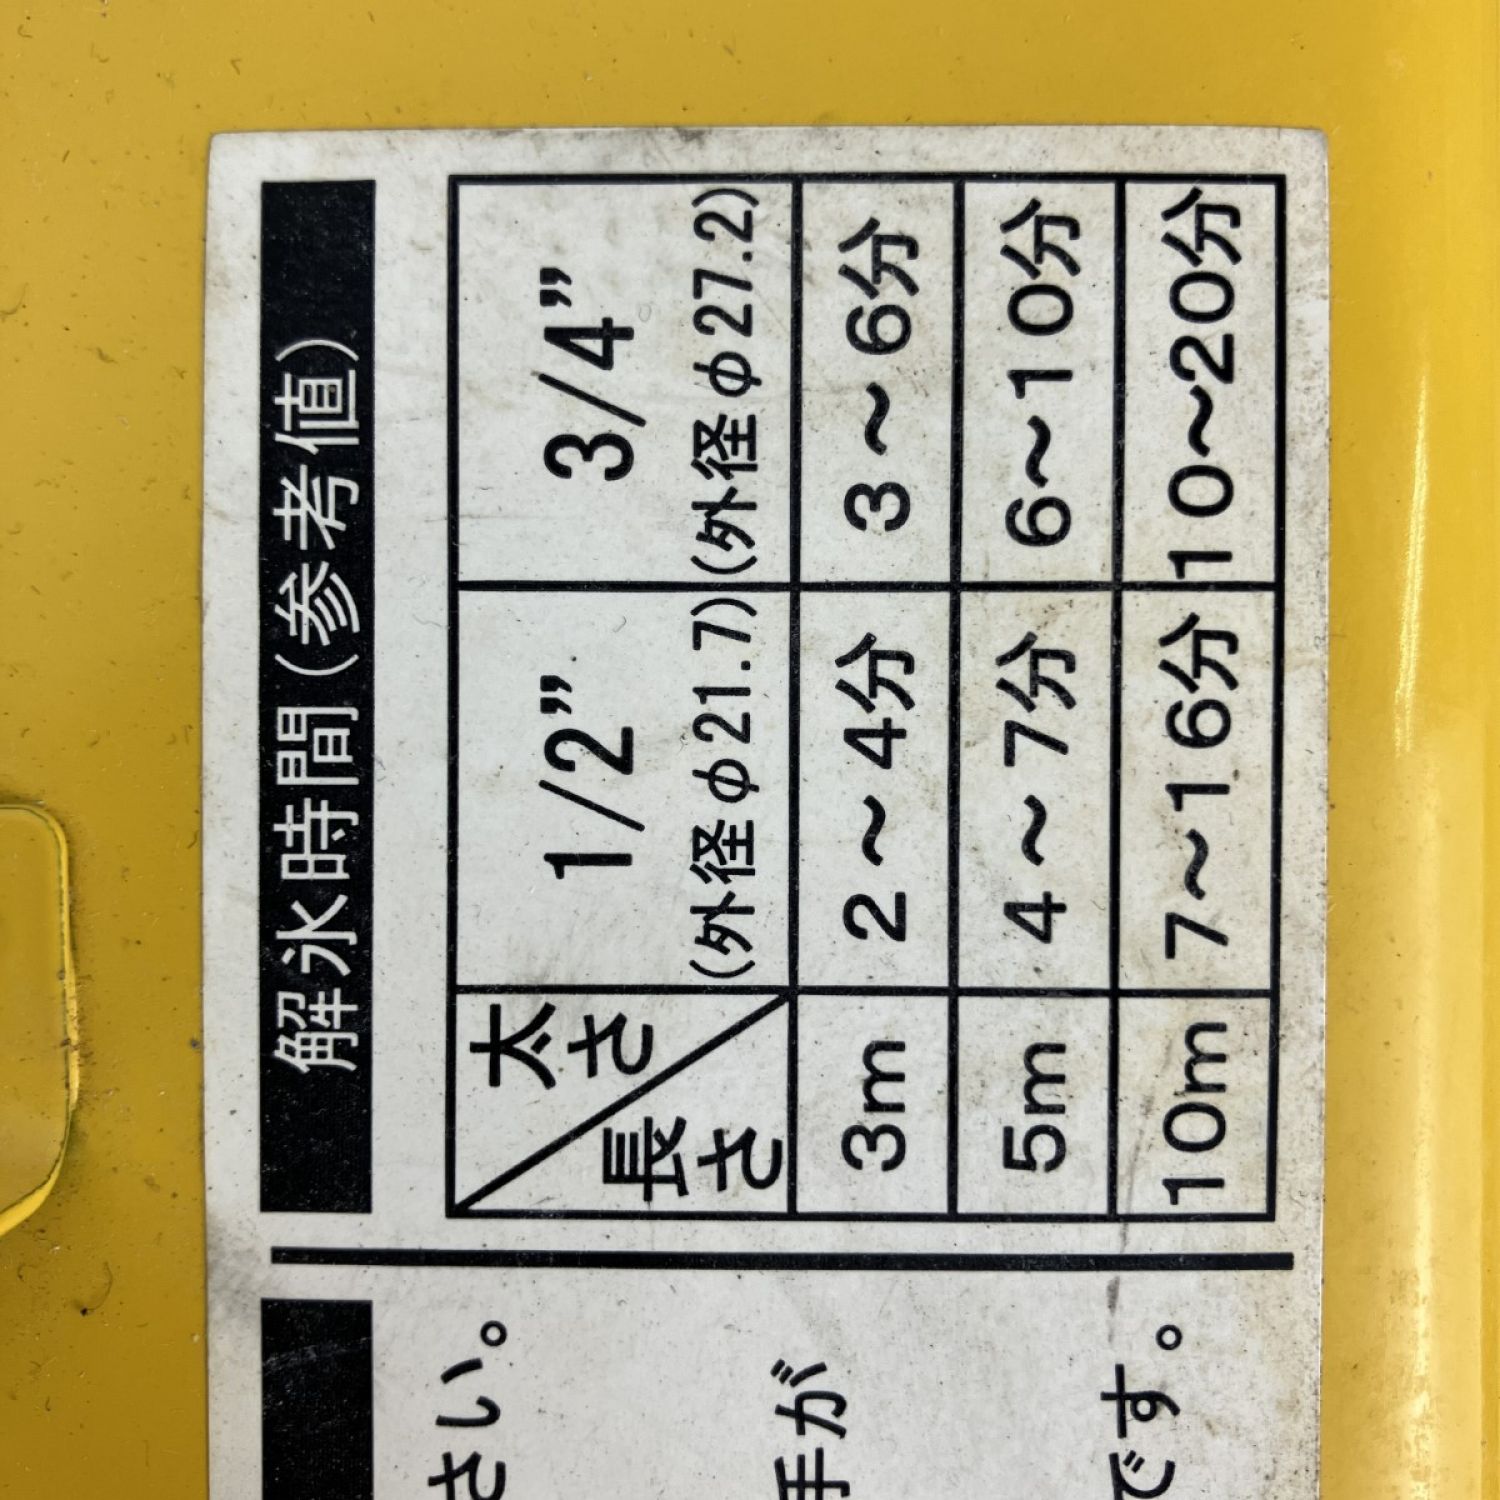 解氷時間(参考値)
太さ 長さ 1/2” (外径φ21.7) 3/4” (外径φ27.2)
3m 2～4分 3～6分
5m 4～7分 6～10分
10m 7～16分 10～20分
さい。
手が
です。